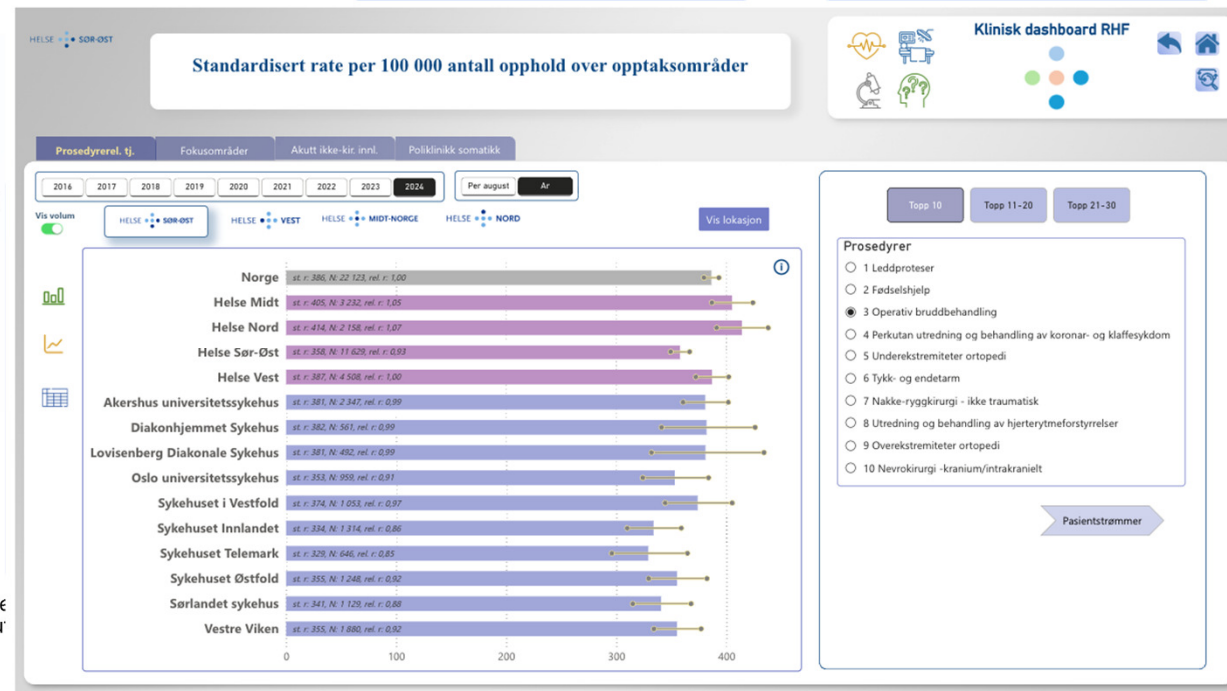 HELSE SØR-ØST
Standardisert rate per 100 000 antall opphold over opptaksområder
Klinisk dashboard RHF
Prosedyrerel. tj.
Fokusområder
Akutt ikke-kir. innl.
Poliklinikk somatikk
2016
2017
2018
2019
2020
2021
2022
2023
2024
Per august
Ar
Vis volum
HELSE SØR-ØST
HELSE VEST
HELSE MIDT-NORGE
HELSE NORD
Vis lokasjon
Norge st. r: 386, N: 22 123, rel. r: 1,00
Helse Midt st. r: 405, N: 3 232, rel. r: 1,05
Helse Nord st. r: 414, N: 2 158, rel. r: 1,07
Helse Sør-Øst st. r: 358, N: 11 629, rel. r: 0,93
Helse Vest st. r: 387, N: 4 508, rel. r: 1,00
Akershus universitetssykehus st. r: 381, N: 2 347, rel. r: 0,99
Diakonhjemmet Sykehus st. r: 382, N: 561, rel. r: 0,99
Lovisenberg Diakonale Sykehus st. r: 381, N: 492, rel. r: 0,99
Oslo universitetssykehus st. r: 353, N: 959, rel. r: 0,91
Sykehuset i Vestfold st. r: 374, N: 1 053, rel. r: 0,97
Sykehuset Innlandet st. r: 334, N: 1 314, rel. r: 0,86
Sykehuset Telemark st. r: 329, N: 646, rel. r: 0,85
Sykehuset Østfold st. r: 355, N: 1 248, rel. r: 0,92
Sørlandet sykehus st. r: 341, N: 1 129, rel. r: 0,88
Vestre Viken st. r: 355, N: 1 880, rel. r: 0,92
0 100 200 300 400
Topp 10
Topp 11-20
Topp 21-30
Prosedyrer
1 Leddproteser
2 Fødselshjelp
3 Operativ bruddbehandling
4 Perkutan utredning og behandling av koronar- og klaffesykdom
5 Underekstremiteter ortopedi
6 Tykk- og endetarm
7 Nakke-ryggkirurgi - ikke traumatisk
8 Utredning og behandling av hjerterytmeforstyrrelser
9 Overekstremiteter ortopedi
10 Nevrokirurgi -kranium/intrakranielt
Pasientstrømmer